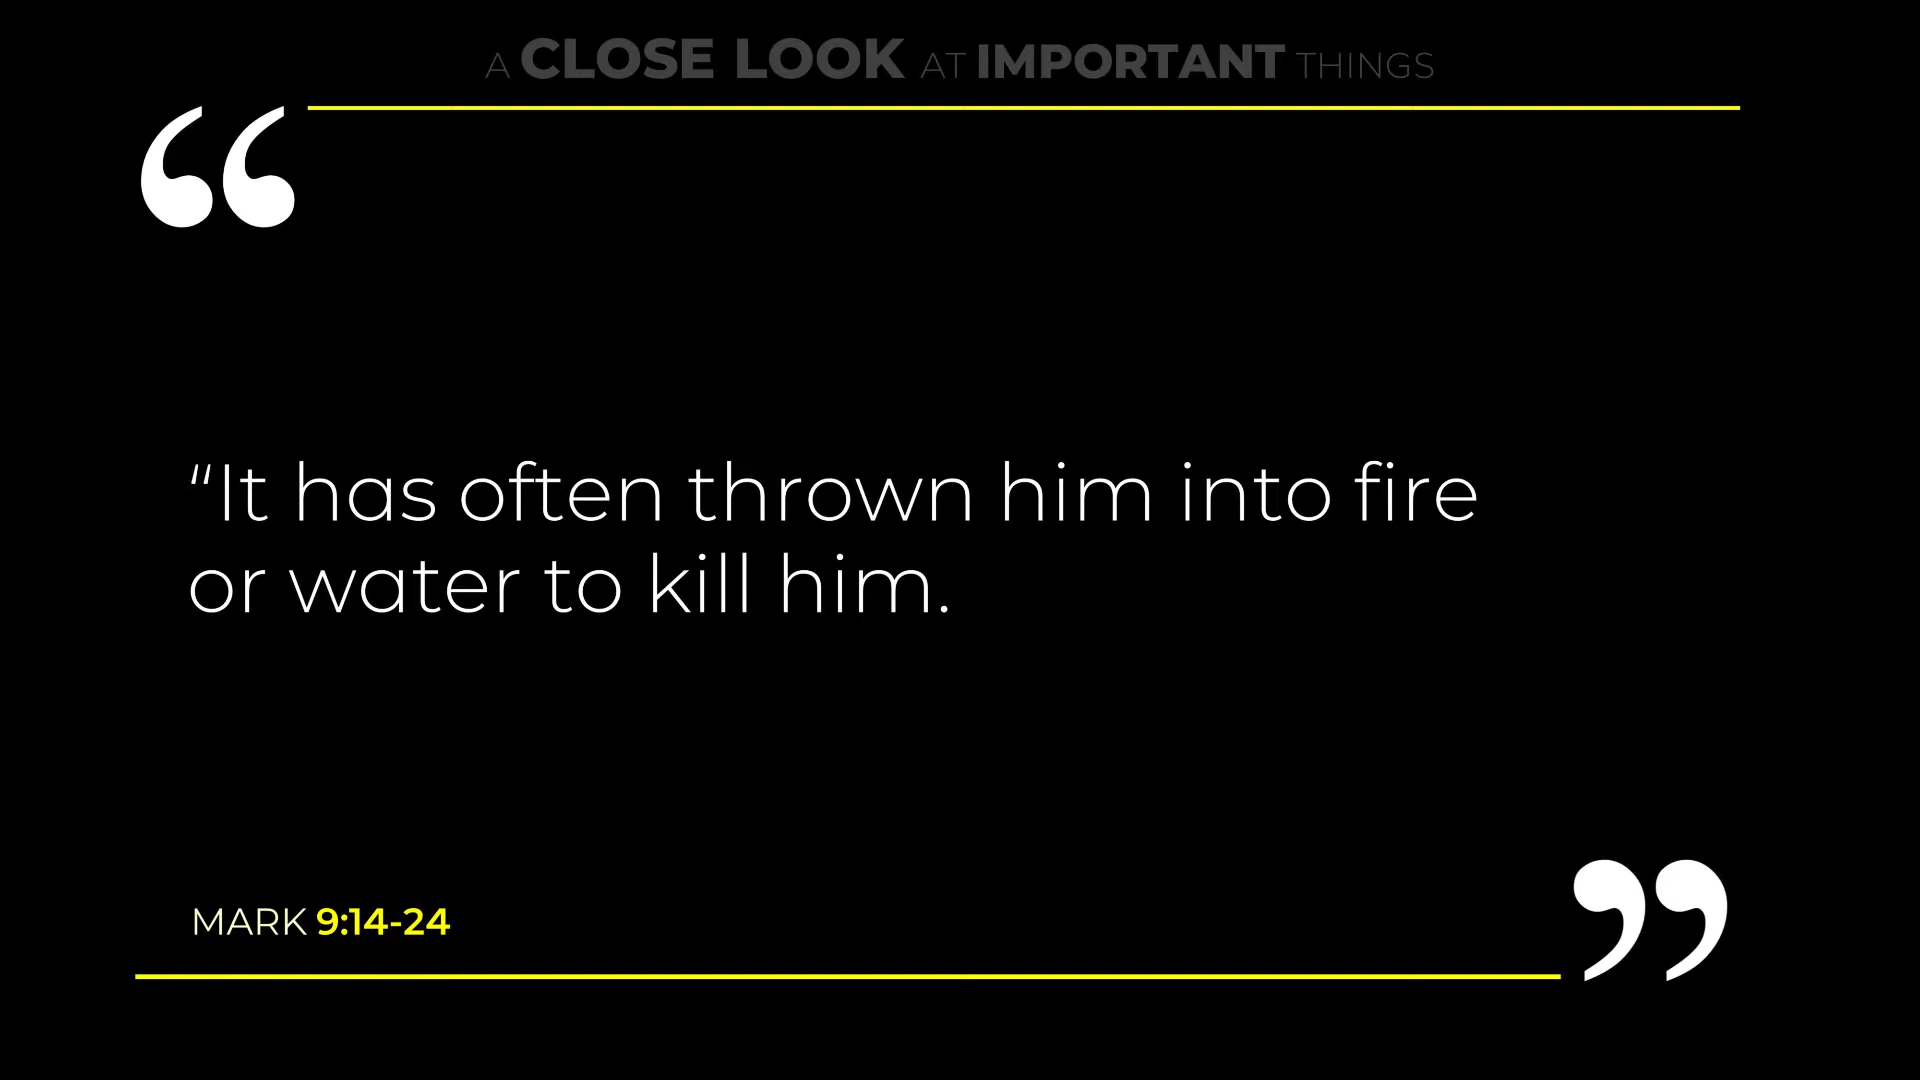 A CLOSE LOOK AT IMPORTANT THINGS
“It has often thrown him into fire
or water to kill him.
MARK 9:14-24